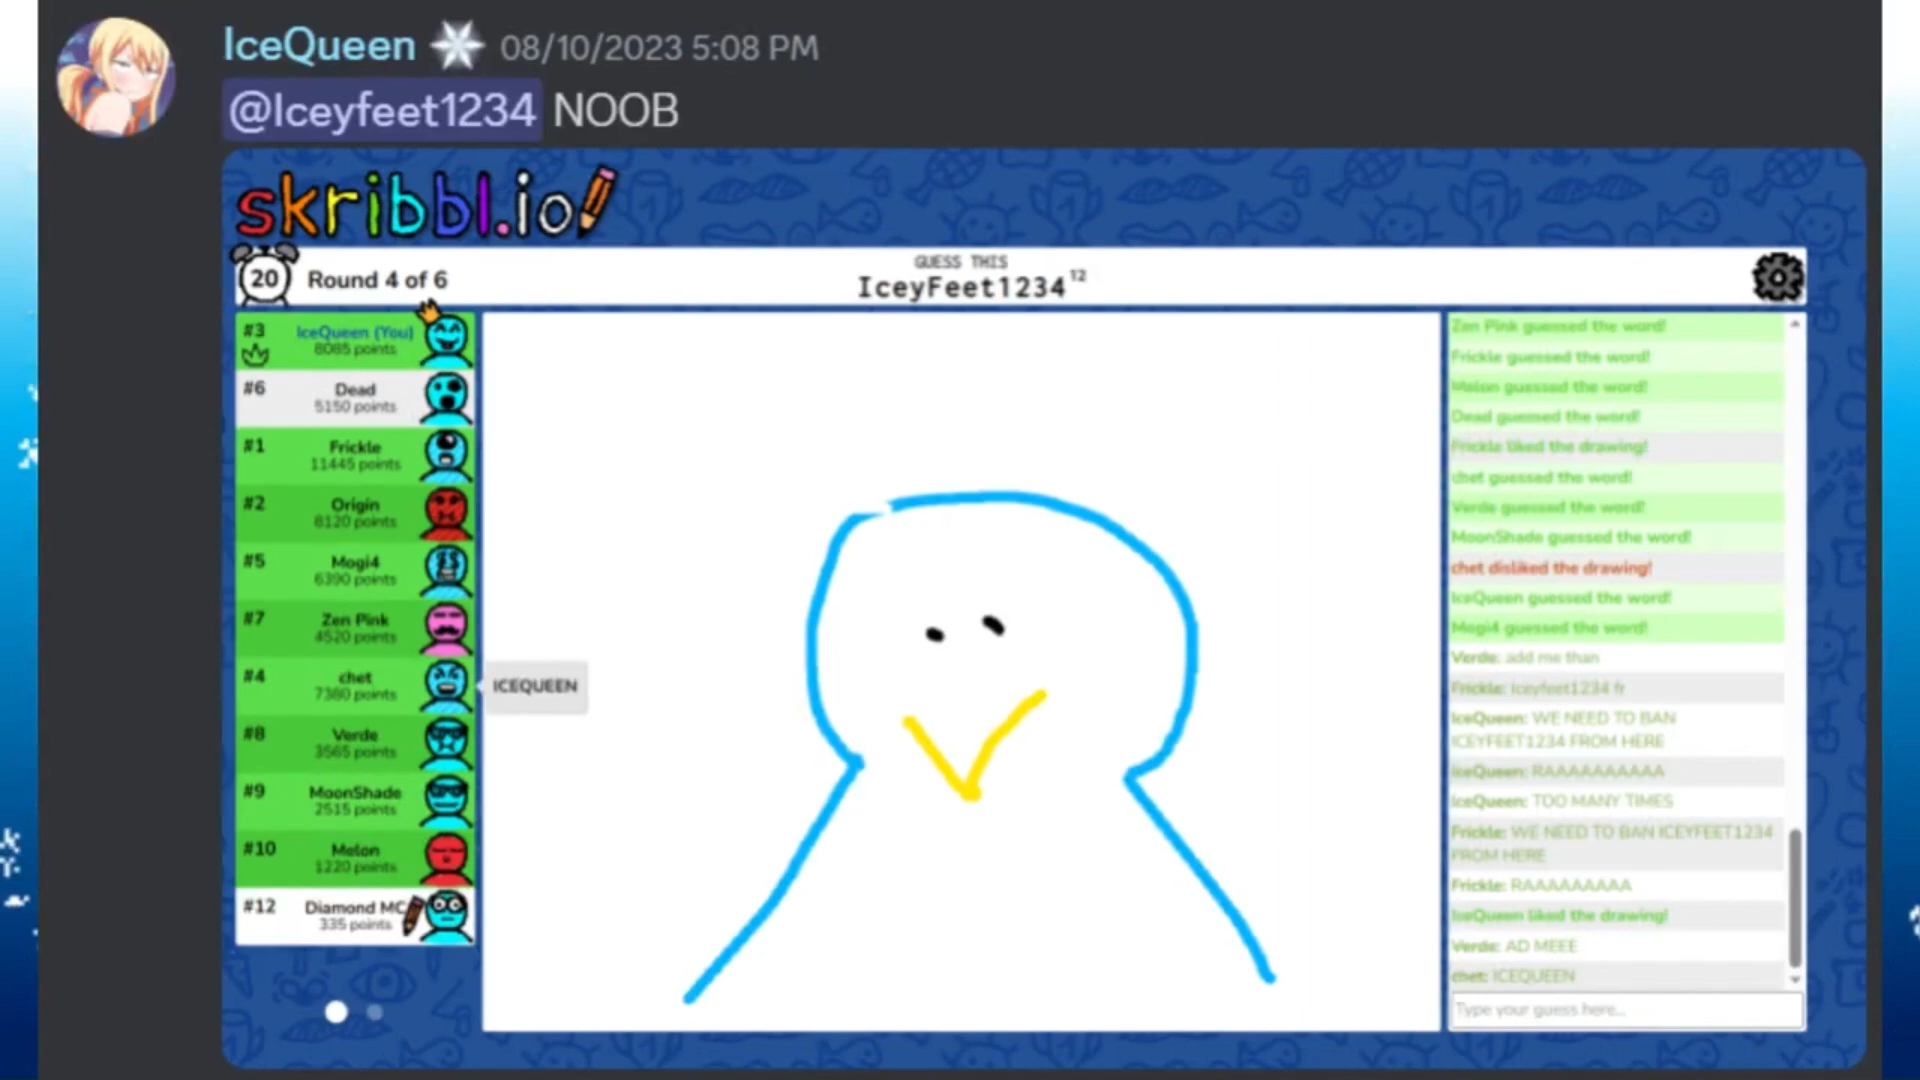 IceQueen 08/10/2023 5:08 PM
@Iceyfeet1234 NOOB
skribbl.io
20 Round 4 of 6
GUESS THIS
IceyFeet1234 12
#3 IceQueen (You)
8085 points
#6 Dead
5150 points
#1 Frickle
11445 points
#2 Origin
8120 points
#5 Mogi4
6390 points
#7 Zen Pink
4520 points
#4 chet
7380 points
#8 Verde
3565 points
#9 MoonShade
2515 points
#10 Melon
1220 points
#12 Diamond MC
335 points
ICEQUEEN
Zen Pink guessed the word!
Frickle guessed the word!
Melon guessed the word!
Dead guessed the word!
Frickle liked the drawing!
chet guessed the word!
Verde guessed the word!
MoonShade guessed the word!
chet disliked the drawing!
IceQueen guessed the word!
Mogi4 guessed the word!
Verde: add me than
Frickle: Iceyfeet1234 fr
IceQueen: WE NEED TO BAN
ICEYFEET1234 FROM HERE
IceQueen: RAAAAAAAAAA
IceQueen: TOO MANY TIMES
Frickle: WE NEED TO BAN ICEYFEET1234
FROM HERE
Frickle: RAAAAAAAAA
IceQueen liked the drawing!
Verde: AD MEEE
chet: ICEQUEEN
Type your guess here...